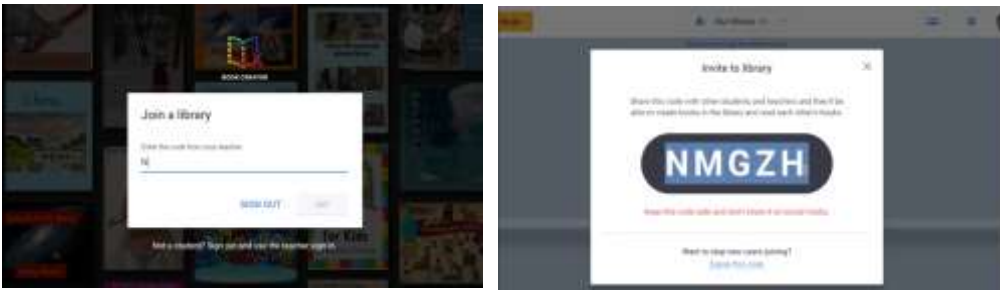 BOOK CREATOR
Join a library
Enter the code from your teacher
N
SIGN OUT
Not a student? Sign out and use the teacher sign in.
for Kids
Invite to library
Share this code with other students and teachers and they'll be
able to create books in the library and read each other's books.
NMGZH
Keep this code safe and don't share it on social media.
Want to stop new users joining?